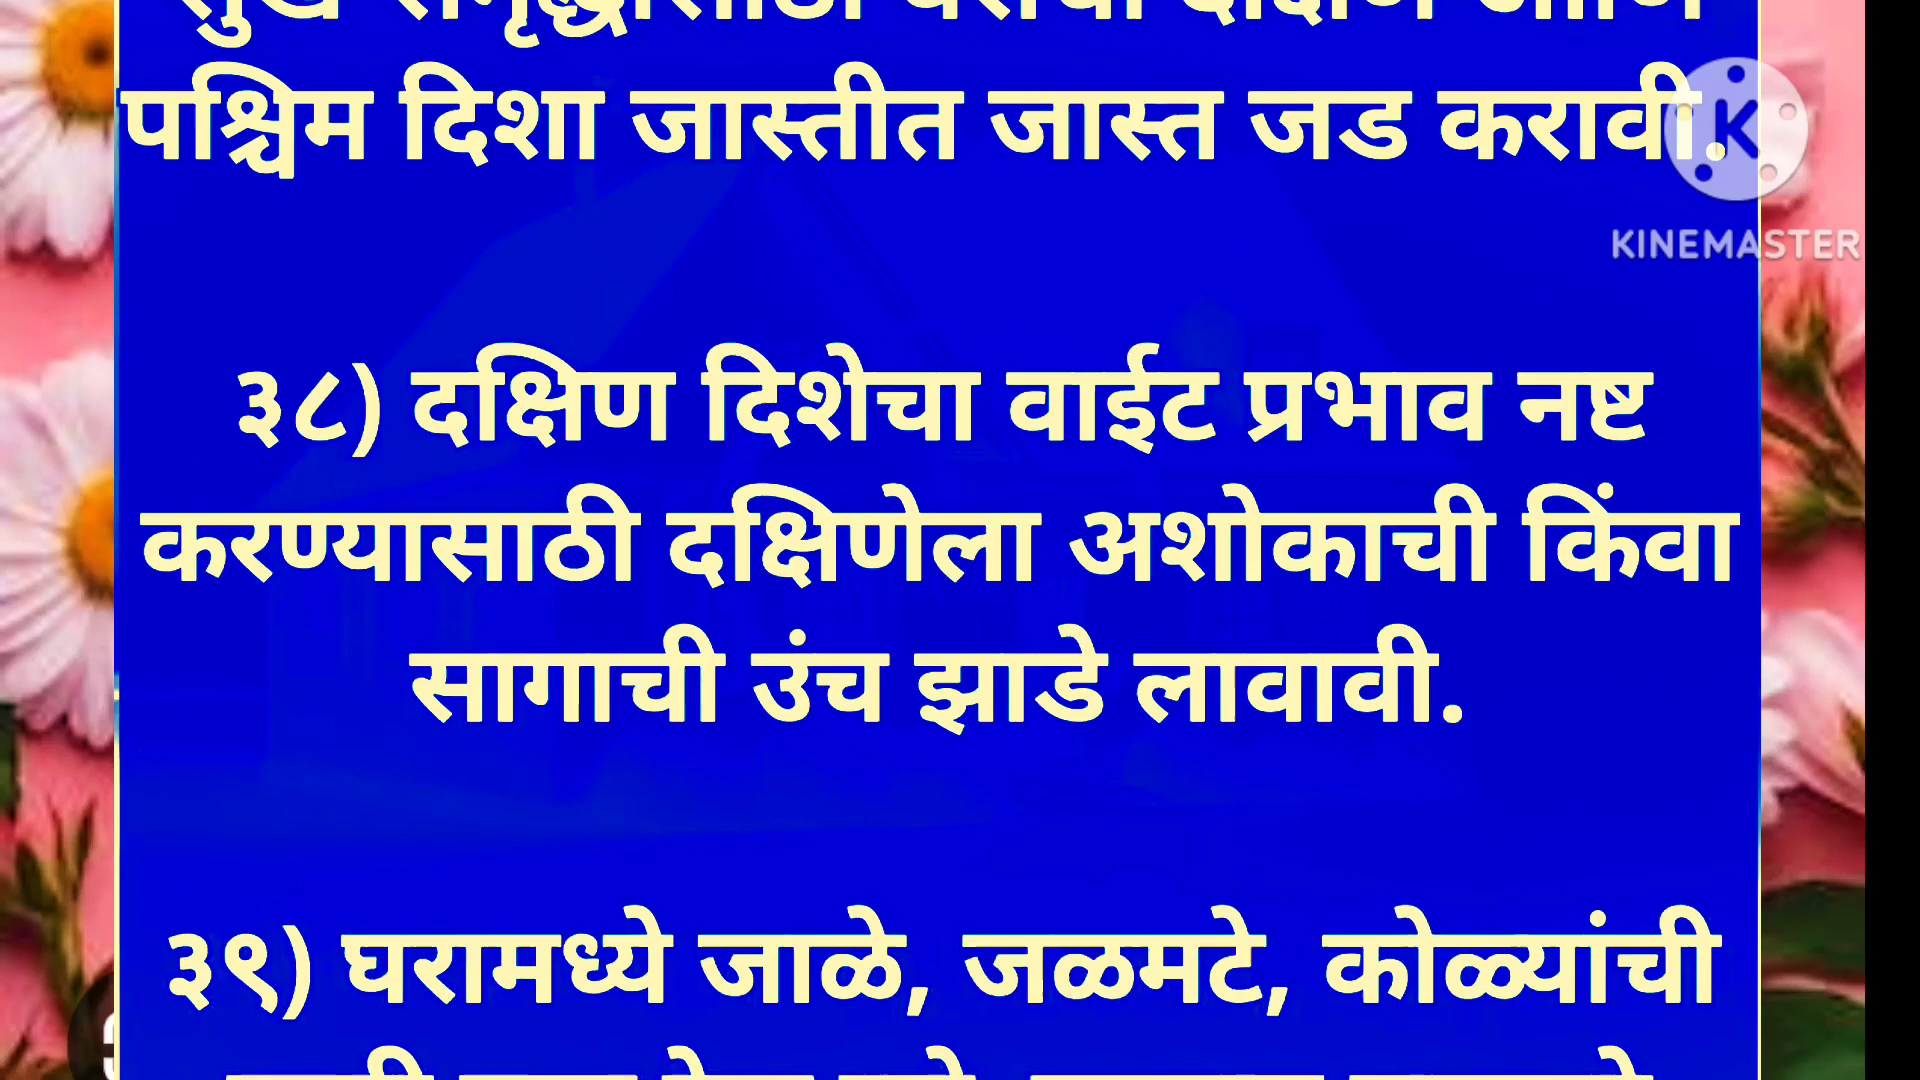 पश्चिम दिशा जास्तीत जास्त जड करावी.
KINEMASTER
३८) दक्षिण दिशेचा वाईट प्रभाव नष्ट
करण्यासाठी दक्षिणेला अशोकाची किंवा
सागाची उंच झाडे लावावी.
३९) घरामध्ये जाळे, जळमटे, कोळ्यांची